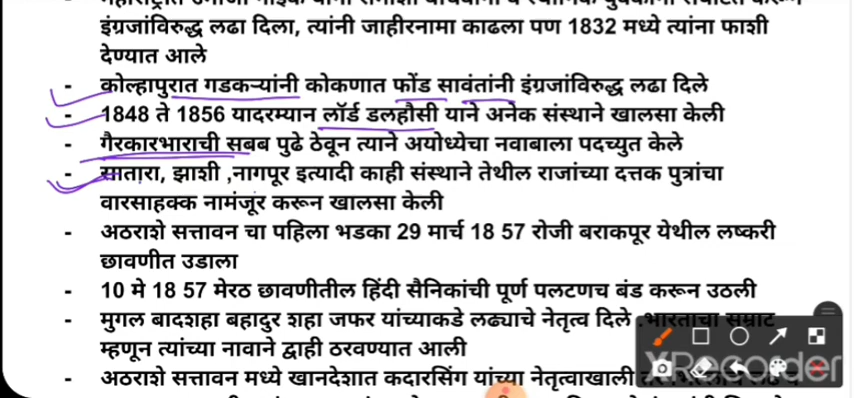 इंग्रजांविरुद्ध लढा दिला, त्यांनी जाहीरनामा काढला पण 1832 मध्ये त्यांना फाशी
देण्यात आले
- कोल्हापुरात गडकऱ्यांनी कोकणात फोंड सावंतांनी इंग्रजांविरुद्ध लढा दिले
- 1848 ते 1856 यादरम्यान लॉर्ड डलहौसी याने अनेक संस्थाने खालसा केली
- गैरकारभाराची सबब पुढे ठेवून त्याने अयोध्येचा नवाबाला पदच्युत केले
- सातारा, झाशी ,नागपूर इत्यादी काही संस्थाने तेथील राजांच्या दत्तक पुत्रांचा
वारसाहक्क नामंजूर करून खालसा केली
- अठराशे सत्तावन चा पहिला भडका 29 मार्च 18 57 रोजी बराकपूर येथील लष्करी
छावणीत उडाला
- 10 मे 18 57 मेरठ छावणीतील हिंदी सैनिकांची पूर्ण पलटणच बंड करून उठली
- मुगल बादशहा बहादुर शहा जफर यांच्याकडे लढ्याचे नेतृत्व दिले .भारताचा सम्राट
म्हणून त्यांच्या नावाने द्वाही ठरवण्यात आली
- अठराशे सत्तावन मध्ये खानदेशात कदारसिंग यांच्या नेतृत्वाखाली
XRecorder